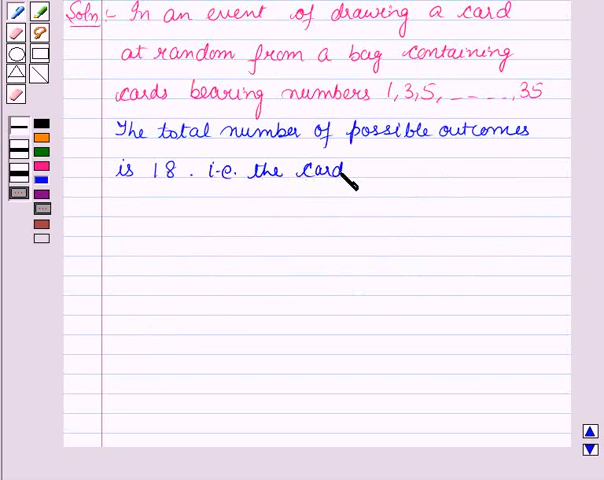 Soln:- In an event of drawing a card
at random from a bag containing
cards bearing numbers 1,3,5, -----, 35
The total number of possible outcomes
is 18. i.e. the card